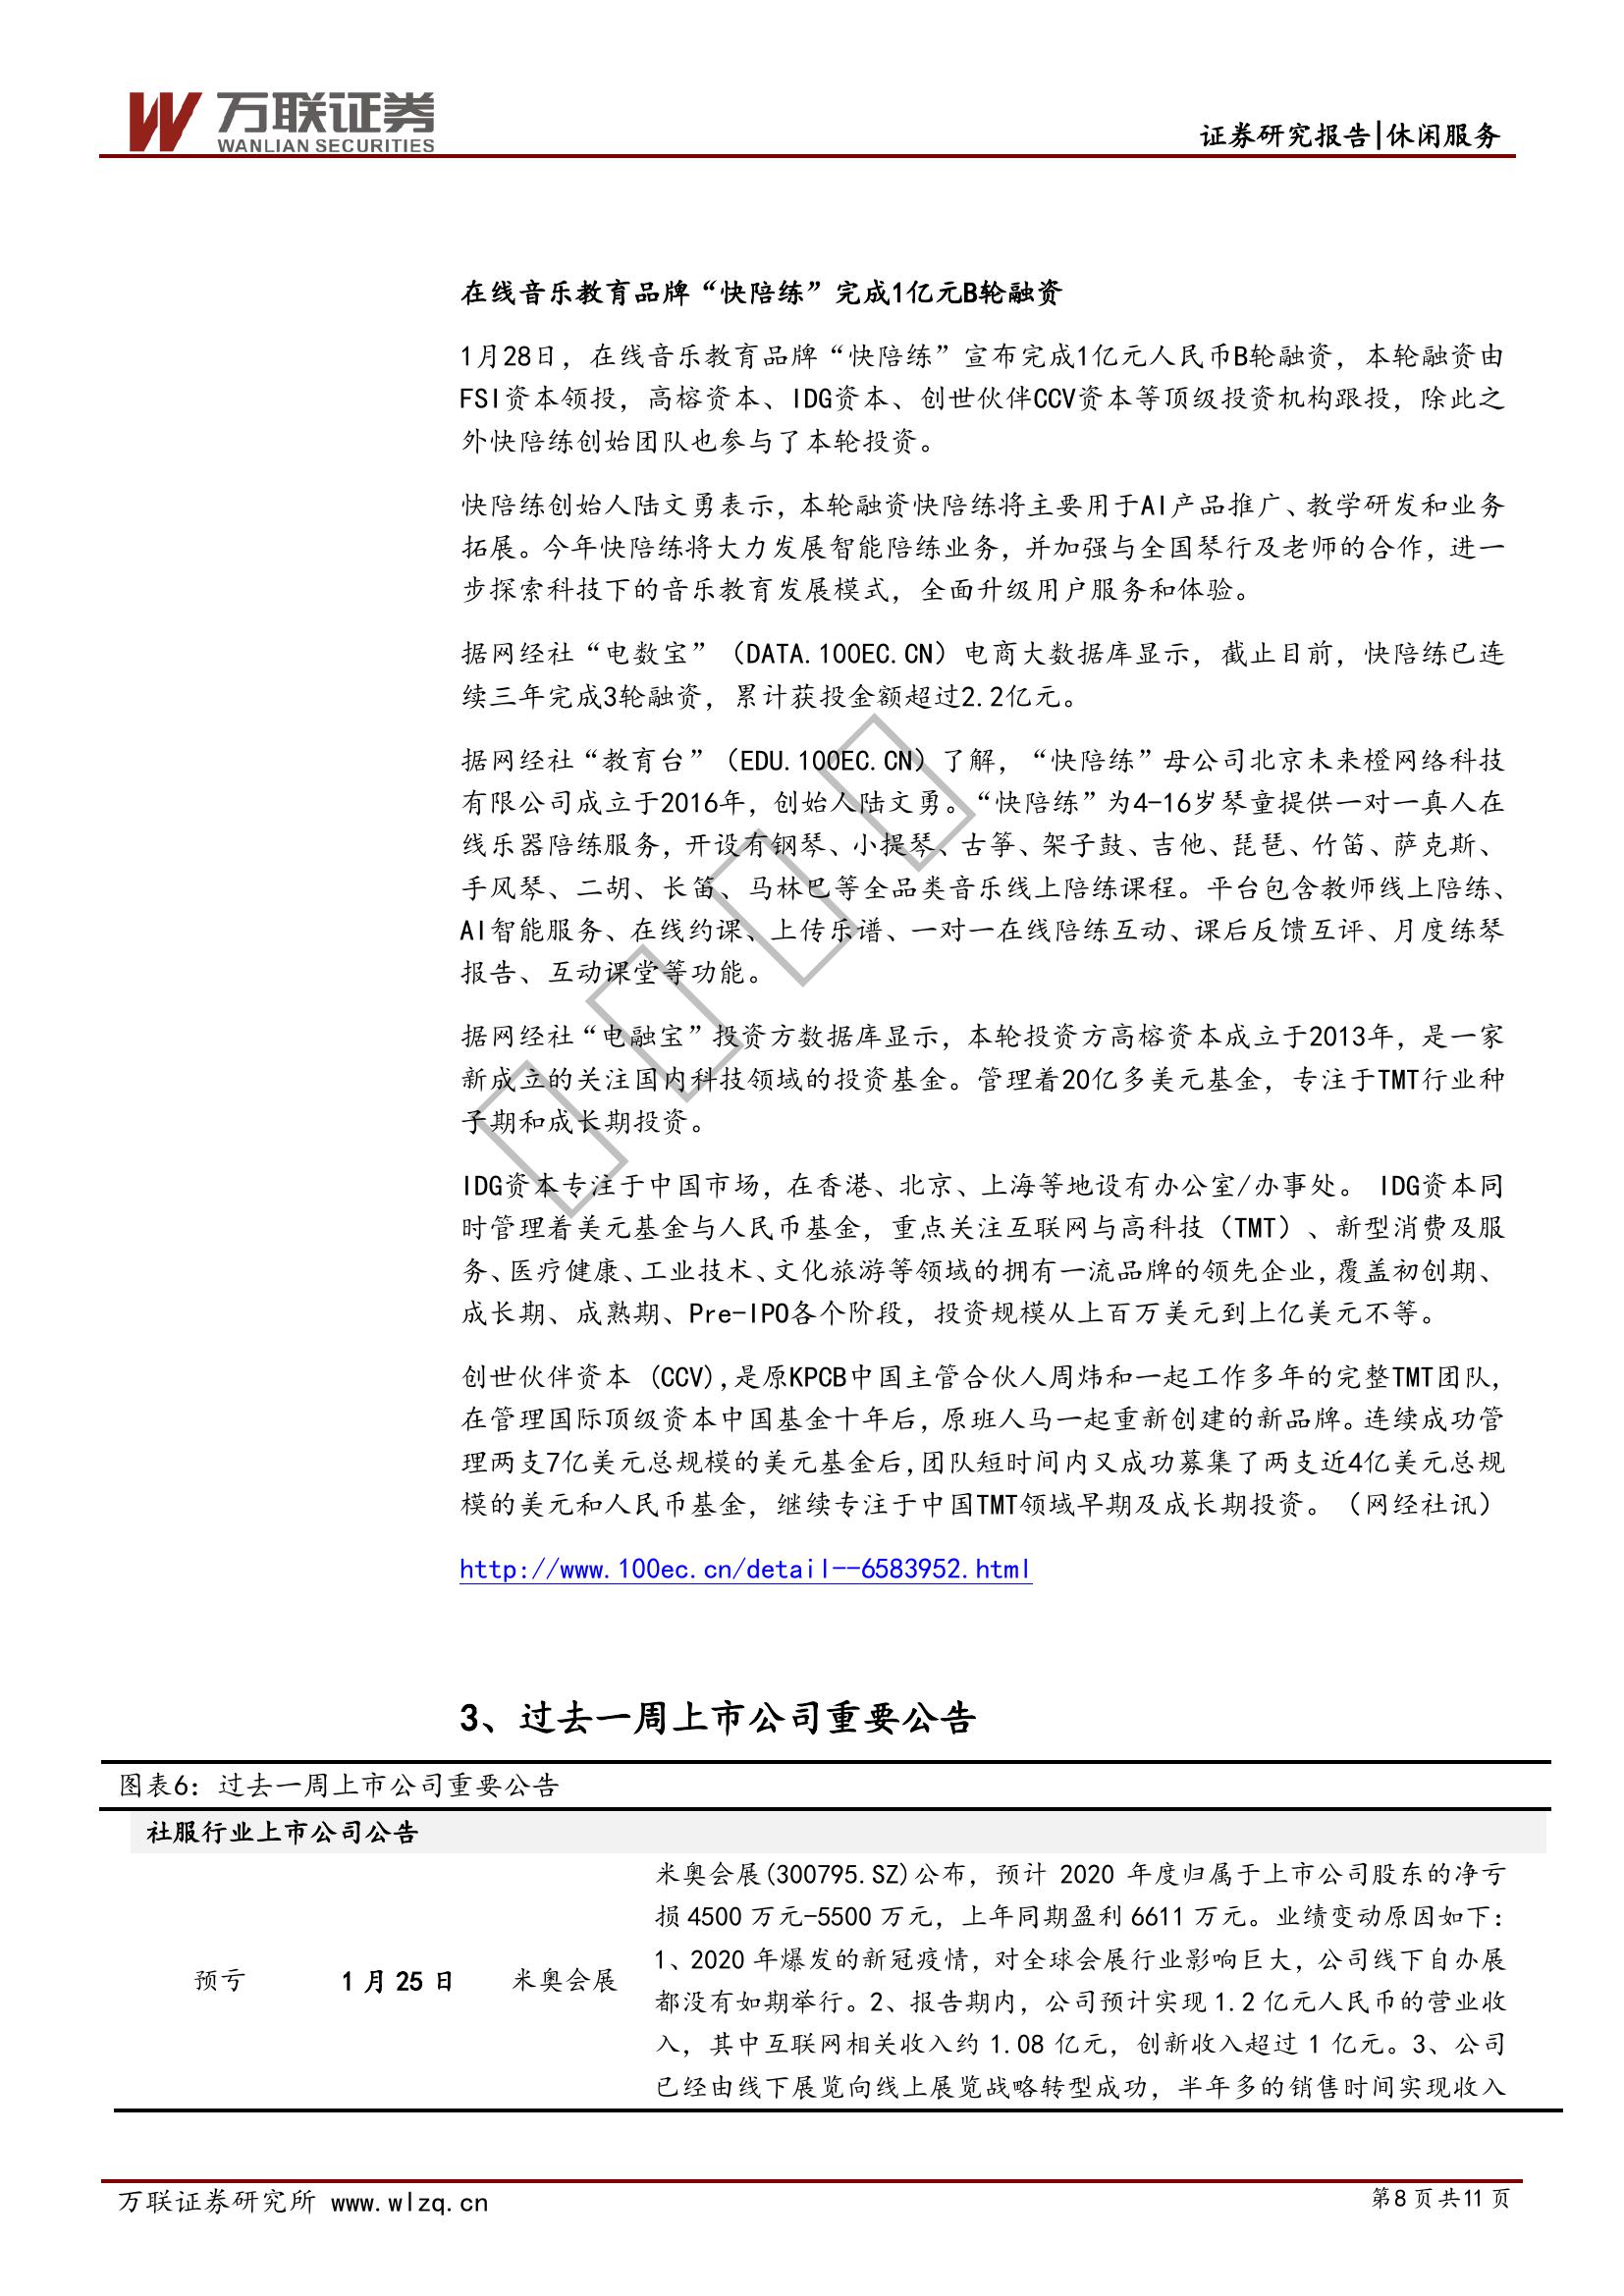 万联证券
WANLIAN SECURITIES
证券研究报告|休闲服务
在线音乐教育品牌“快陪练”完成1亿元B轮融资
1月28日，在线音乐教育品牌“快陪练”宣布完成1亿元人民币B轮融资，本轮融资由
FSI资本领投，高榕资本、IDG资本、创世伙伴CCV资本等顶级投资机构跟投，除此之
外快陪练创始团队也参与了本轮投资。
快陪练创始人陆文勇表示，本轮融资快陪练将主要用于AI产品推广、教学研发和业务
拓展。今年快陪练将大力发展智能陪练业务，并加强与全国琴行及老师的合作，进一
步探索科技下的音乐教育发展模式，全面升级用户服务和体验。
据网经社“电数宝”（DATA.100EC.CN）电商大数据库显示，截止目前，快陪练已连
续三年完成3轮融资，累计获投金额超过2.2亿元。
据网经社“教育台”（EDU.100EC.CN）了解，“快陪练”母公司北京未来橙网络科技
有限公司成立于2016年，创始人陆文勇。“快陪练”为4-16岁琴童提供一对一真人在
线乐器陪练服务，开设有钢琴、小提琴、古筝、架子鼓、吉他、琵琶、竹笛、萨克斯、
手风琴、二胡、长笛、马林巴等全品类音乐线上陪练课程。平台包含教师线上陪练、
AI智能服务、在线约课、上传乐谱、一对一在线陪练互动、课后反馈互评、月度练琴
报告、互动课堂等功能。
据网经社“电融宝”投资方数据库显示，本轮投资方高榕资本成立于2013年，是一家
新成立的关注国内科技领域的投资基金。管理着20亿多美元基金，专注于TMT行业种
子期和成长期投资。
IDG资本专注于中国市场，在香港、北京、上海等地设有办公室/办事处。 IDG资本同
时管理着美元基金与人民币基金，重点关注互联网与高科技（TMT）、新型消费及服
务、医疗健康、工业技术、文化旅游等领域的拥有一流品牌的领先企业，覆盖初创期、
成长期、成熟期、Pre-IPO各个阶段，投资规模从上百万美元到上亿美元不等。
创世伙伴资本 (CCV),是原KPCB中国主管合伙人周炜和一起工作多年的完整TMT团队,
在管理国际顶级资本中国基金十年后，原班人马一起重新创建的新品牌。连续成功管
理两支7亿美元总规模的美元基金后,团队短时间内又成功募集了两支近4亿美元总规
模的美元和人民币基金，继续专注于中国TMT领域早期及成长期投资。（网经社讯）
http://www.100ec.cn/detail--6583952.html
3、过去一周上市公司重要公告
图表6：过去一周上市公司重要公告
社服行业上市公司公告
预亏 1 月 25 日 米奥会展
米奥会展(300795.SZ)公布，预计 2020 年度归属于上市公司股东的净亏
损 4500 万元-5500 万元，上年同期盈利 6611 万元。业绩变动原因如下：
1、2020 年爆发的新冠疫情，对全球会展行业影响巨大，公司线下自办展
都没有如期举行。2、报告期内，公司预计实现 1.2 亿元人民币的营业收
入，其中互联网相关收入约 1.08 亿元，创新收入超过 1 亿元。3、公司
已经由线下展览向线上展览战略转型成功，半年多的销售时间实现收入
万联证券研究所 www.wlzq.cn
第8 页 共11 页